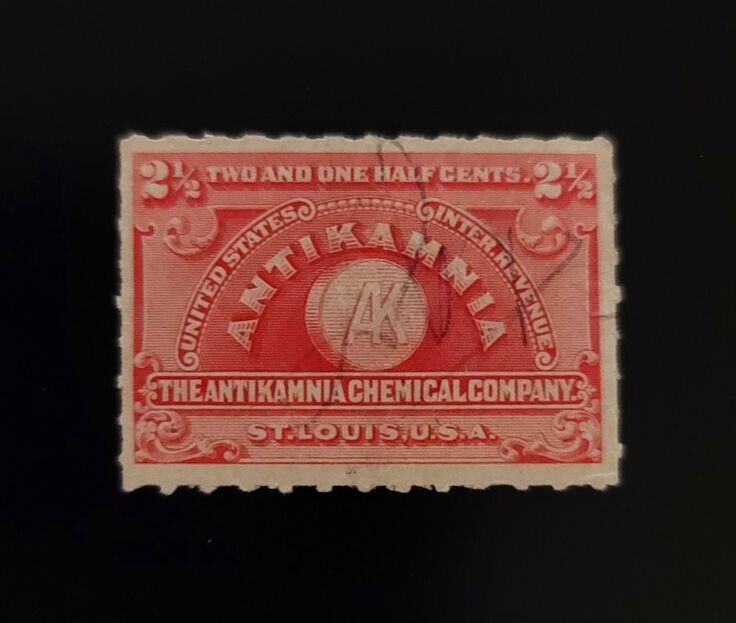 2½ TWO AND ONE HALF CENTS. 2½
UNITED STATES INTER. REVENUE
ANTIKAMNIA
AK
THE ANTIKAMNIA CHEMICAL COMPANY.
ST. LOUIS, U.S.A.